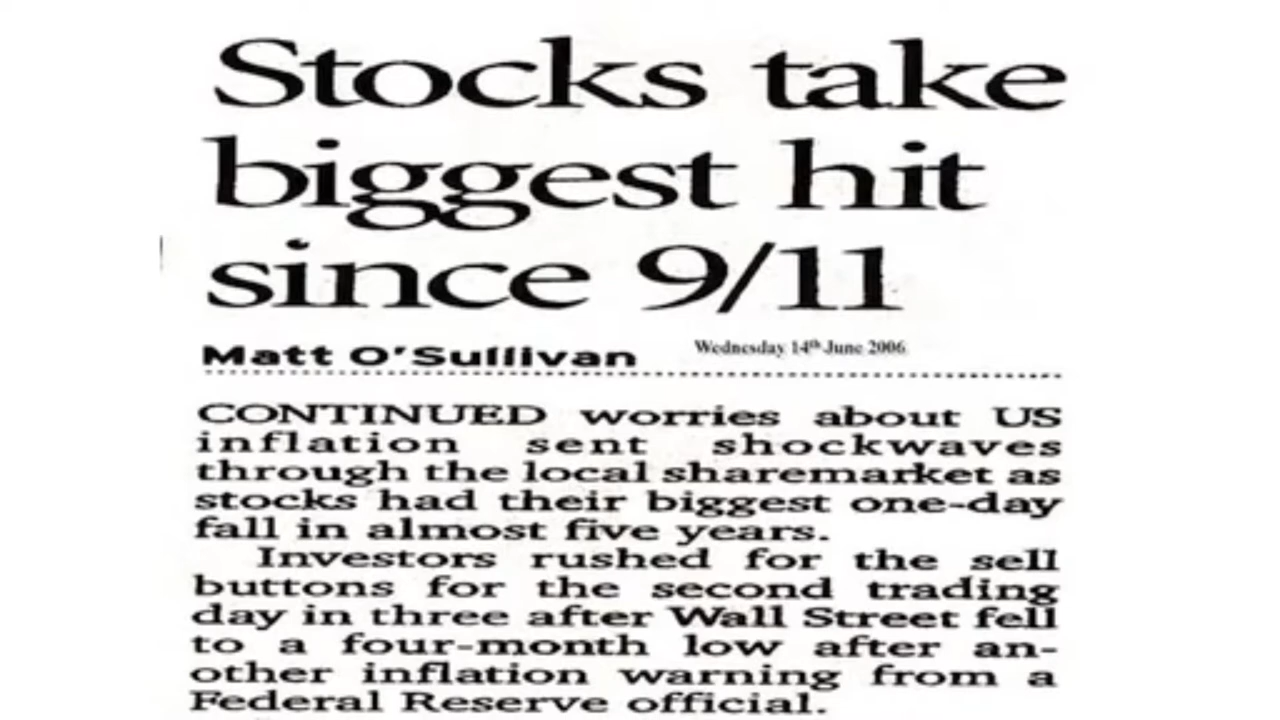 Stocks take
biggest hit
since 9/11
Matt O'Sullivan
Wednesday 14th June 2006
CONTINUED worries about US
inflation sent shockwaves
through the local sharemarket as
stocks had their biggest one-day
fall in almost five years.
Investors rushed for the sell
buttons for the second trading
day in three after Wall Street fell
to a four-month low after an-
other inflation warning from a
Federal Reserve official.